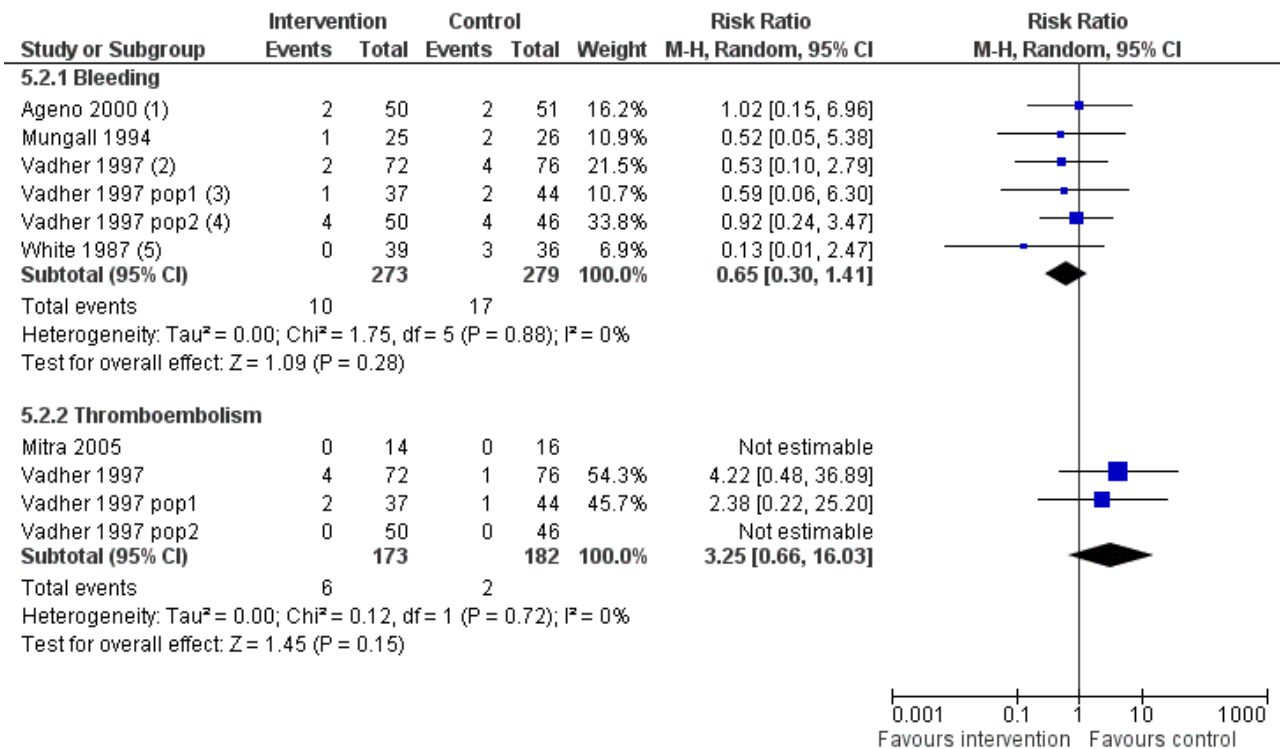 Intervention Control Risk Ratio Risk Ratio
Study or Subgroup Events Total Events Total Weight M-H, Random, 95% CI M-H, Random, 95% CI
5.2.1 Bleeding
Ageno 2000 (1) 2 50 2 51 16.2% 1.02 [0.15, 6.96]
Mungall 1994 1 25 2 26 10.9% 0.52 [0.05, 5.38]
Vadher 1997 (2) 2 72 4 76 21.5% 0.53 [0.10, 2.79]
Vadher 1997 pop1 (3) 1 37 2 44 10.7% 0.59 [0.06, 6.30]
Vadher 1997 pop2 (4) 4 50 4 46 33.8% 0.92 [0.24, 3.47]
White 1987 (5) 0 39 3 36 6.9% 0.13 [0.01, 2.47]
Subtotal (95% CI) 273 279 100.0% 0.65 [0.30, 1.41]
Total events 10 17
Heterogeneity: Tau² = 0.00; Chi² = 1.75, df = 5 (P = 0.88); I² = 0%
Test for overall effect: Z = 1.09 (P = 0.28)
5.2.2 Thromboembolism
Mitra 2005 0 14 0 16 Not estimable
Vadher 1997 4 72 1 76 54.3% 4.22 [0.48, 36.89]
Vadher 1997 pop1 2 37 1 44 45.7% 2.38 [0.22, 25.20]
Vadher 1997 pop2 0 50 0 46 Not estimable
Subtotal (95% CI) 173 182 100.0% 3.25 [0.66, 16.03]
Total events 6 2
Heterogeneity: Tau² = 0.00; Chi² = 0.12, df = 1 (P = 0.72); I² = 0%
Test for overall effect: Z = 1.45 (P = 0.15)
0.001 0.1 1 10 1000
Favours intervention Favours control